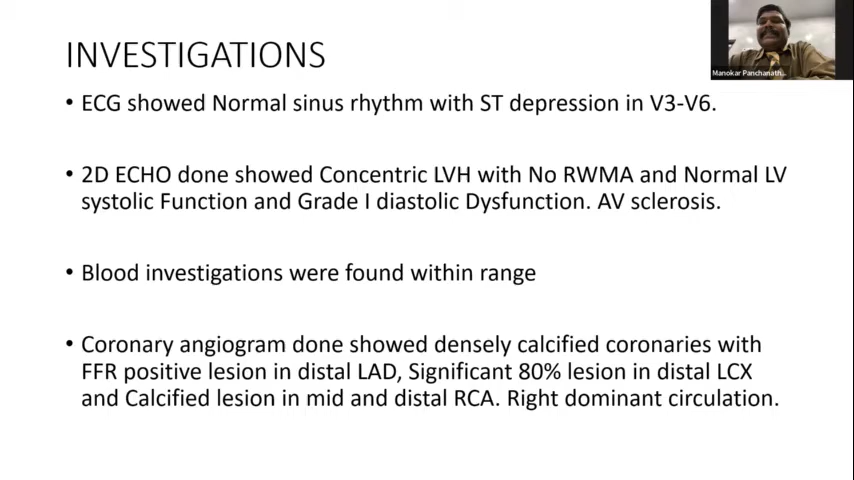 INVESTIGATIONS
Manokar Panchanath...
• ECG showed Normal sinus rhythm with ST depression in V3-V6.
• 2D ECHO done showed Concentric LVH with No RWMA and Normal LV
systolic Function and Grade I diastolic Dysfunction. AV sclerosis.
• Blood investigations were found within range
• Coronary angiogram done showed densely calcified coronaries with
FFR positive lesion in distal LAD, Significant 80% lesion in distal LCX
and Calcified lesion in mid and distal RCA. Right dominant circulation.